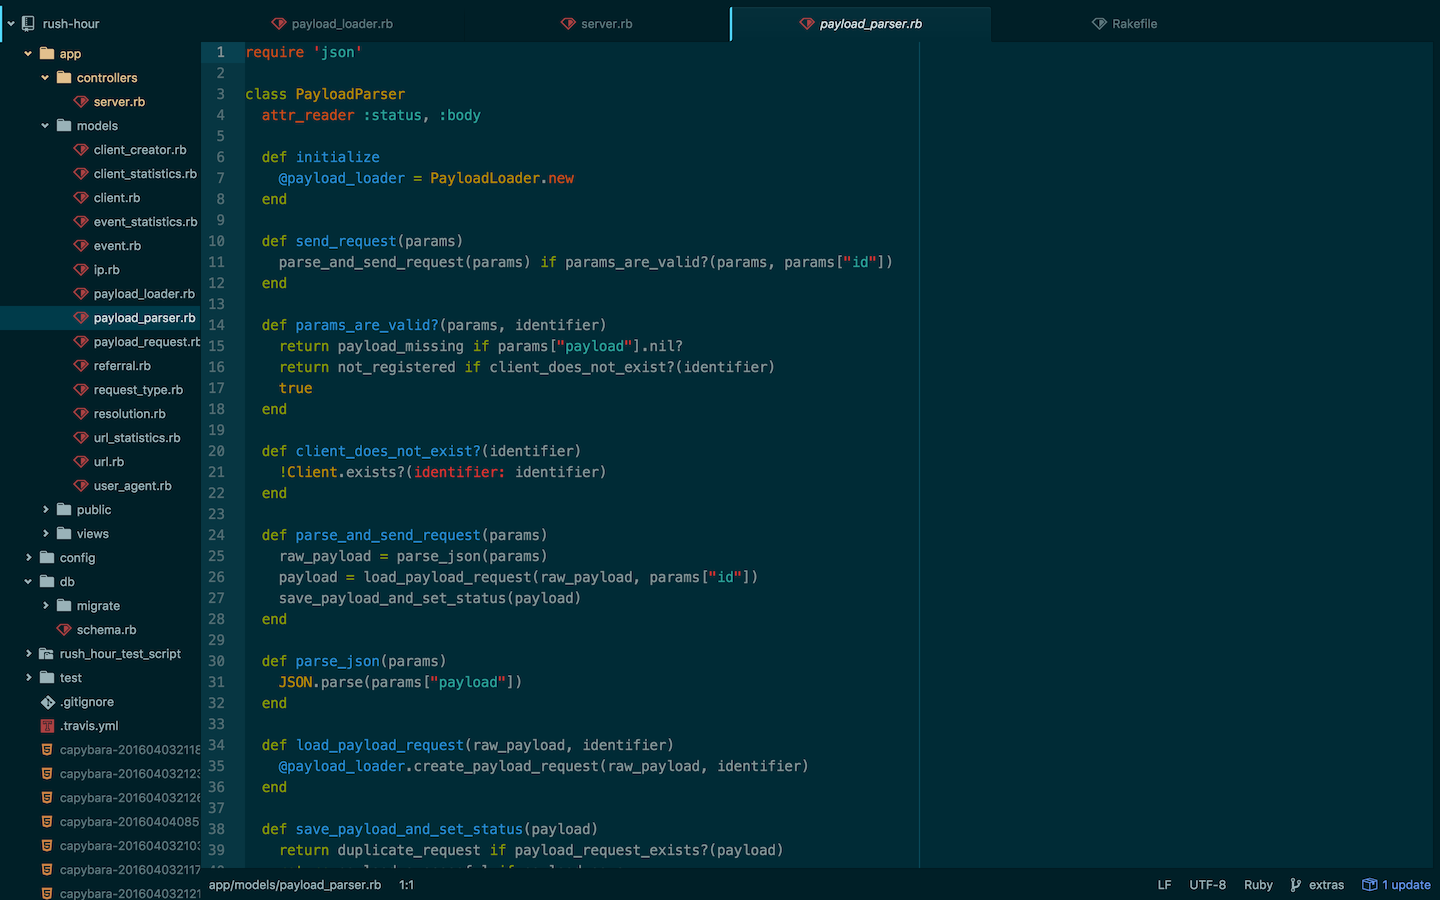 rush-hour
payload_loader.rb
server.rb
payload_parser.rb
Rakefile
app
controllers
server.rb
models
client_creator.rb
client_statistics.rb
client.rb
event_statistics.rb
event.rb
ip.rb
payload_loader.rb
payload_parser.rb
payload_request.rb
referral.rb
request_type.rb
resolution.rb
url_statistics.rb
url.rb
user_agent.rb
public
views
config
db
migrate
schema.rb
rush_hour_test_script
test
.gitignore
.travis.yml
capybara-201604032118
capybara-201604032123
capybara-201604032126
capybara-20160404085
capybara-201604032103
capybara-201604032117
capybara-201604032121
1 require 'json'
2
3 class PayloadParser
4 attr_reader :status, :body
5
6 def initialize
7 @payload_loader = PayloadLoader.new
8 end
9
10 def send_request(params)
11 parse_and_send_request(params) if params_are_valid?(params, params["id"])
12 end
13
14 def params_are_valid?(params, identifier)
15 return payload_missing if params["payload"].nil?
16 return not_registered if client_does_not_exist?(identifier)
17 true
18 end
19
20 def client_does_not_exist?(identifier)
21 !Client.exists?(identifier: identifier)
22 end
23
24 def parse_and_send_request(params)
25 raw_payload = parse_json(params)
26 payload = load_payload_request(raw_payload, params["id"])
27 save_payload_and_set_status(payload)
28 end
29
30 def parse_json(params)
31 JSON.parse(params["payload"])
32 end
33
34 def load_payload_request(raw_payload, identifier)
35 @payload_loader.create_payload_request(raw_payload, identifier)
36 end
37
38 def save_payload_and_set_status(payload)
39 return duplicate_request if payload_request_exists?(payload)
app/models/payload_parser.rb 1:1
LF UTF-8 Ruby extras 1 update